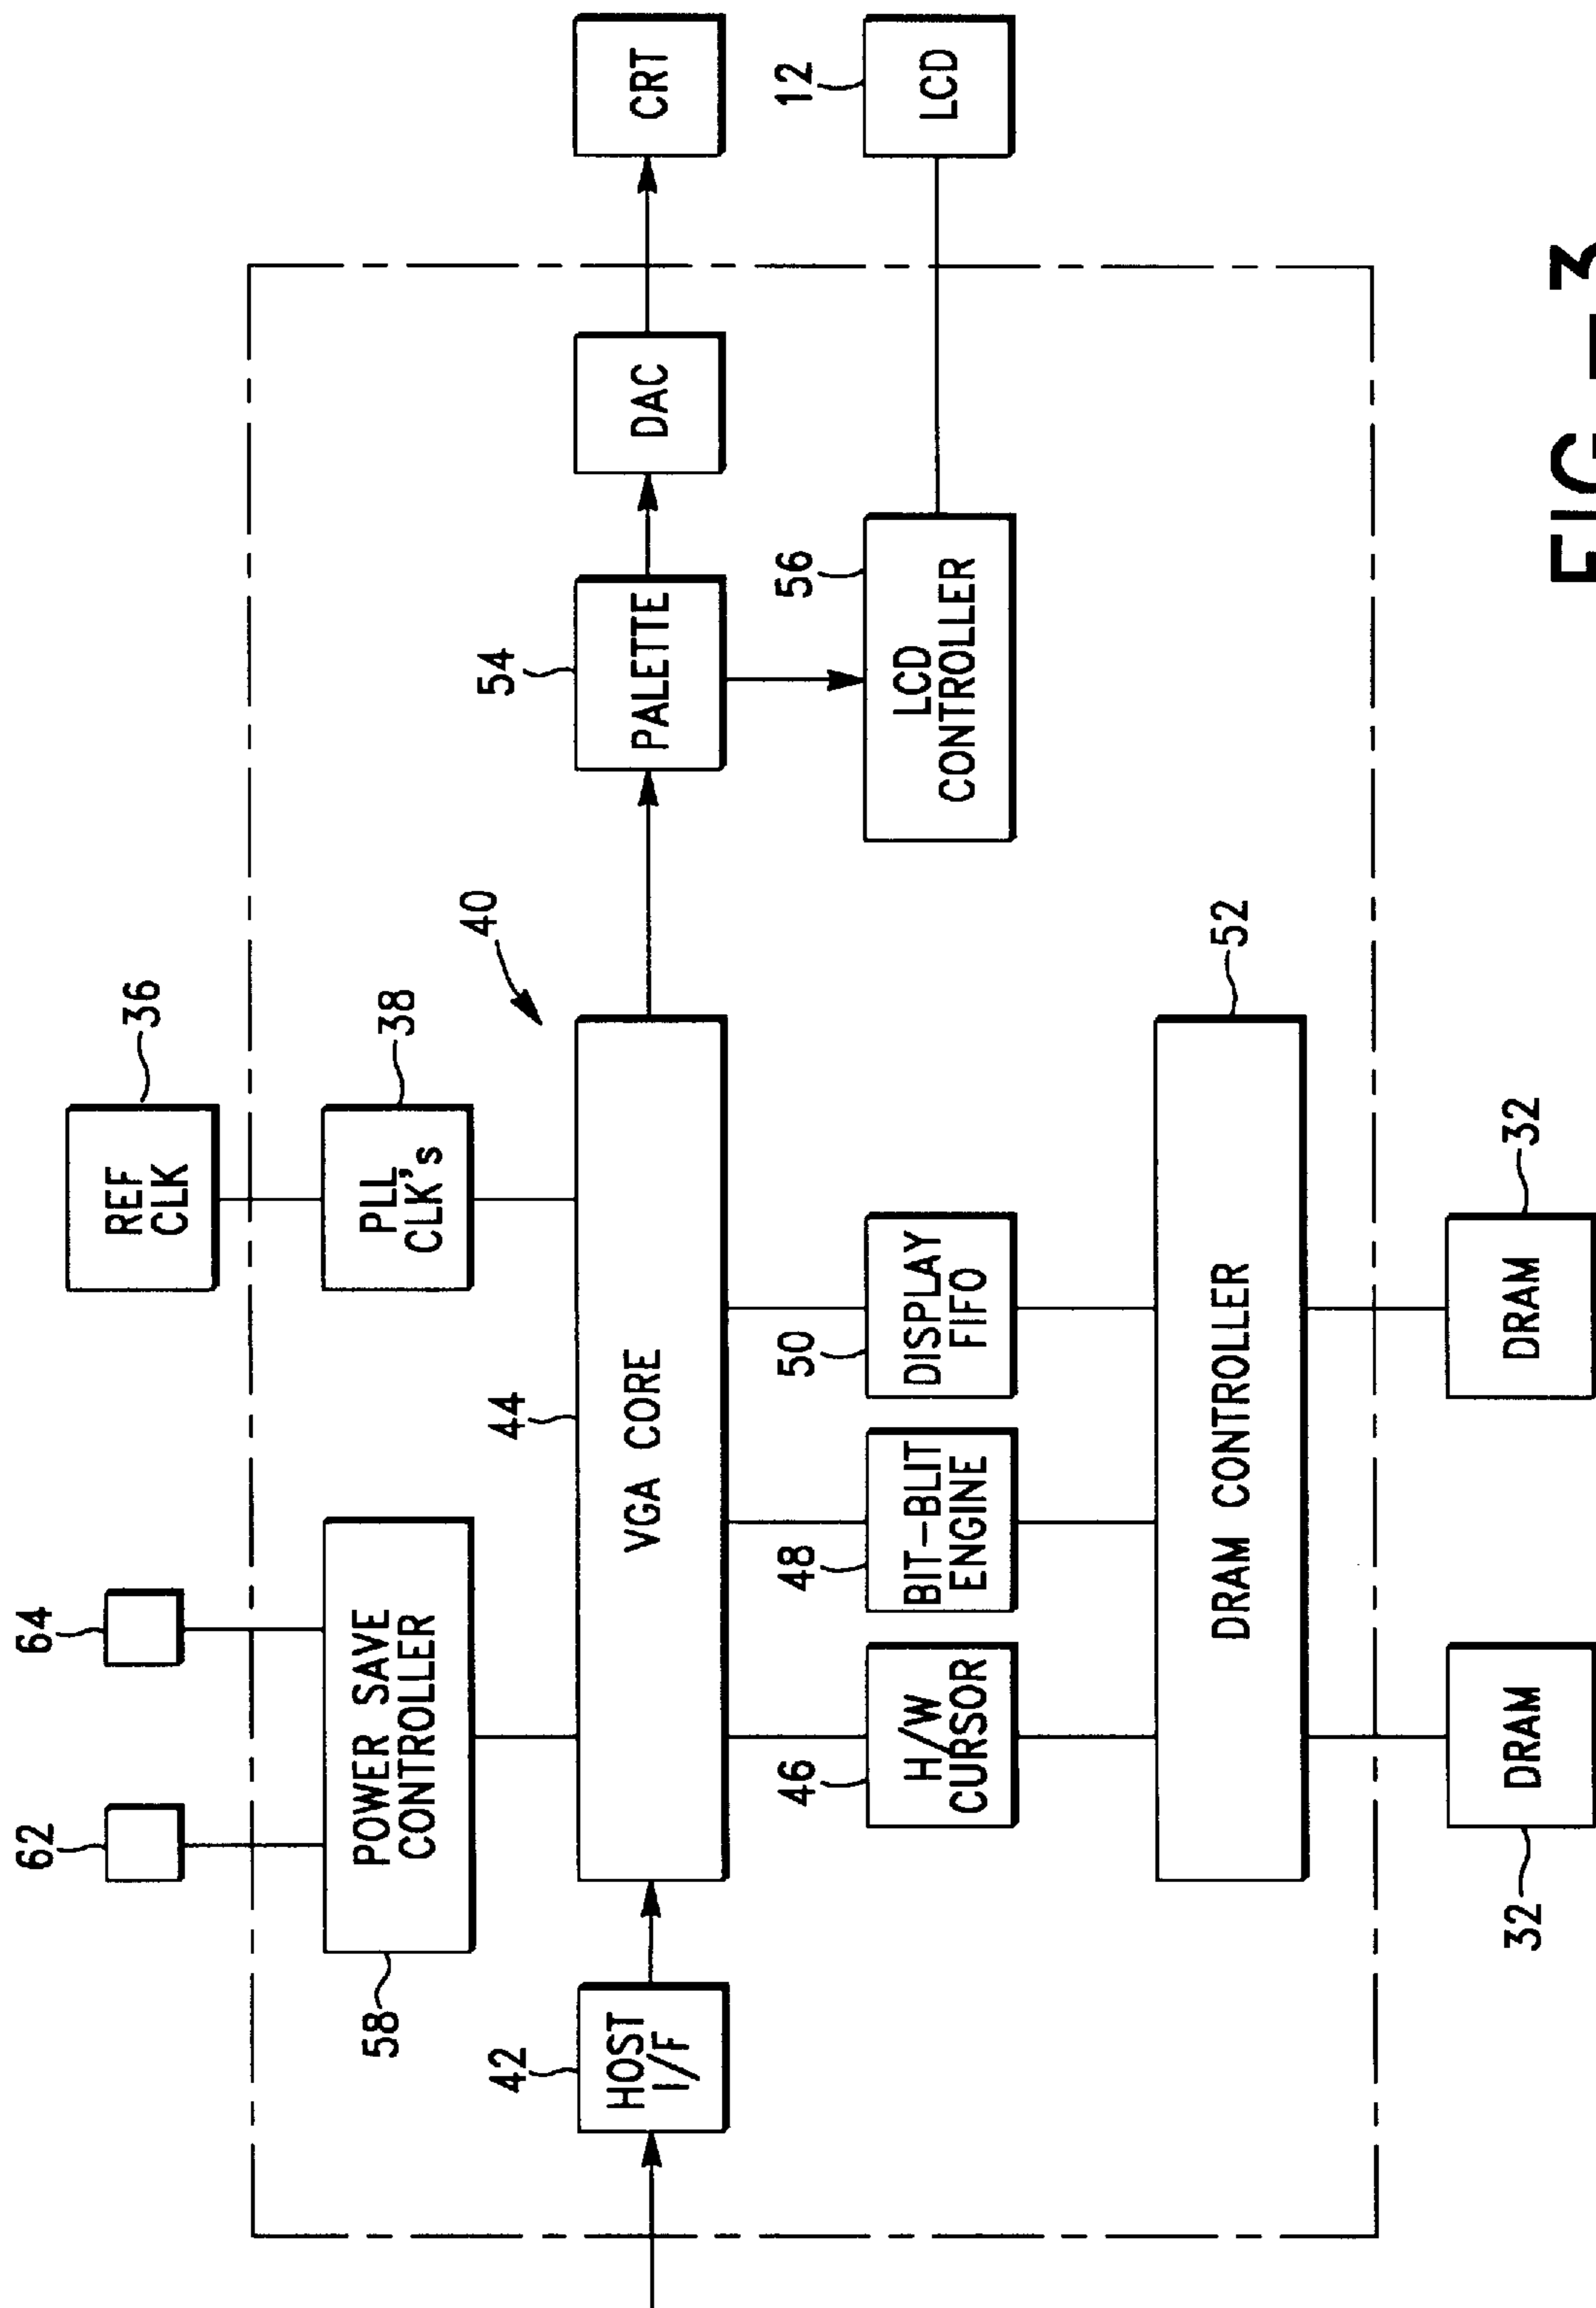 62
64
36
REF
CLK
58
POWER SAVE
CONTROLLER
38
PLL
CLK's
42
HOST
I/F
44
VGA CORE
40
54
PALETTE
DAC
CRT
46
H/W
CURSOR
48
BIT-BLIT
ENGINE
50
DISPLAY
FIFO
56
LCD
CONTROLLER
12
LCD
52
DRAM CONTROLLER
32
DRAM
32
DRAM
FIG_3